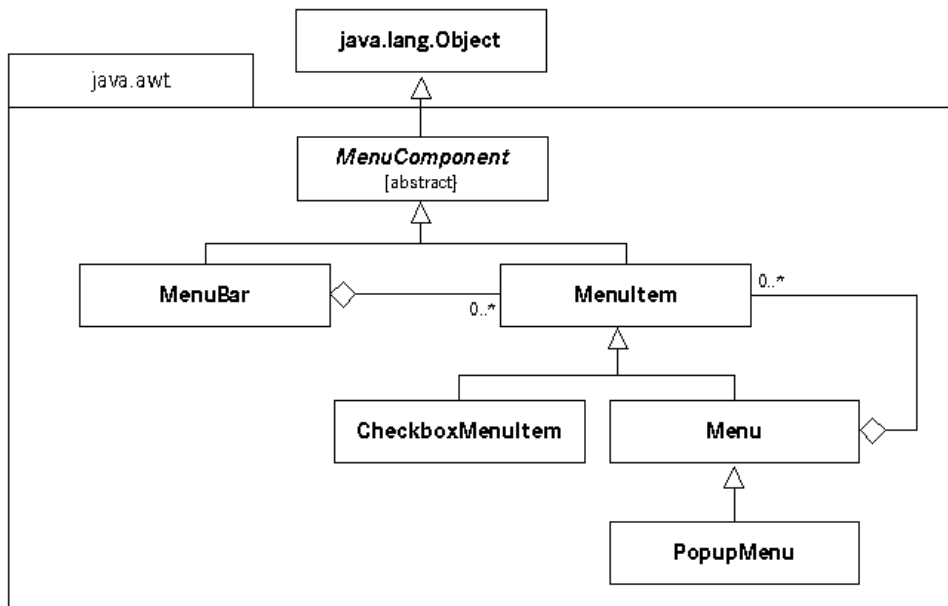 java.lang.Object
java.awt
MenuComponent
[abstract}
MenuBar
0..*
MenuItem
0..*
CheckboxMenuItem
Menu
PopupMenu